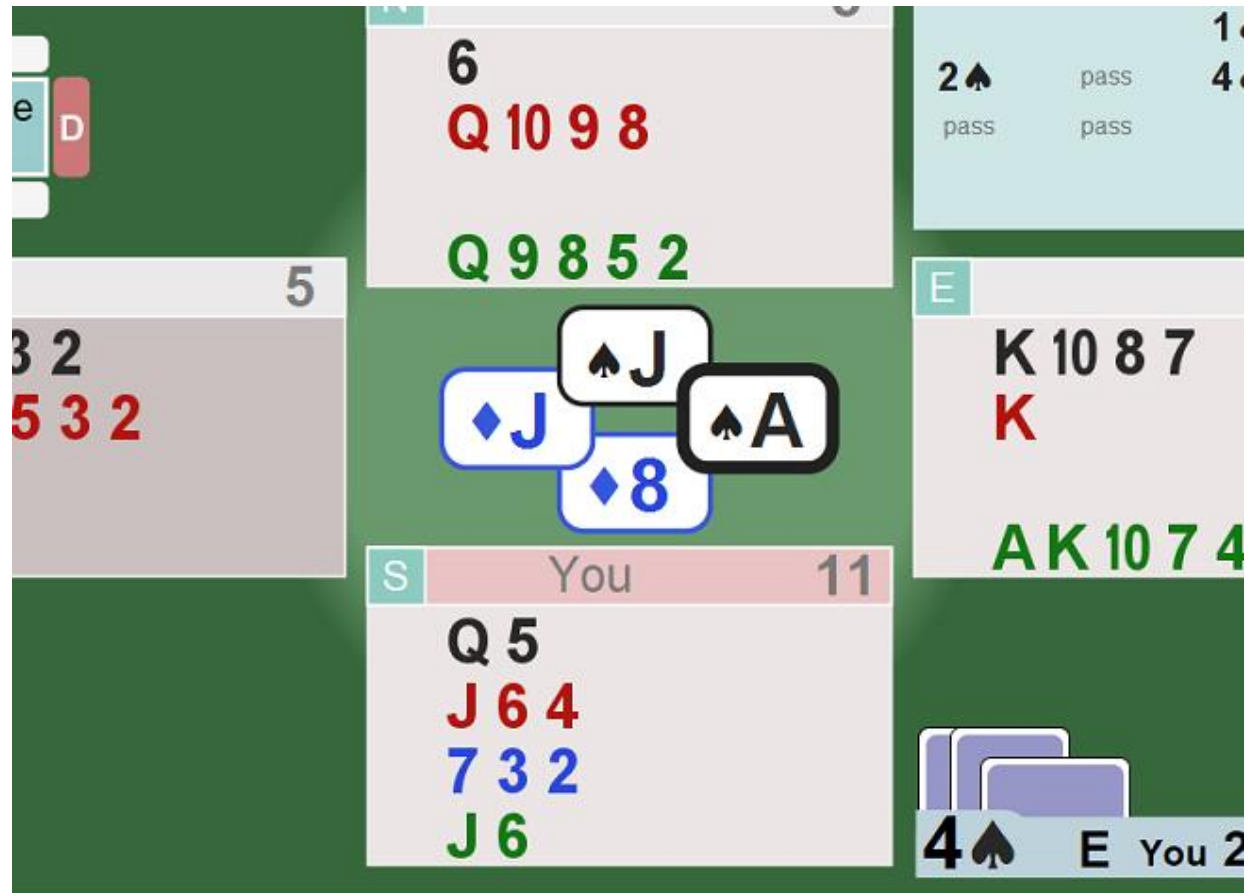 N
1♠
6
2♠ pass 4♠
Q 10 9 8
e D
pass pass
Q 9 8 5 2
5
E
♠J
3 2
K 10 8 7
5 3 2
♦J
♠A
K
♦8
A K 10 7 4
S You 11
Q 5
J 6 4
7 3 2
J 6
4♠ E You 2